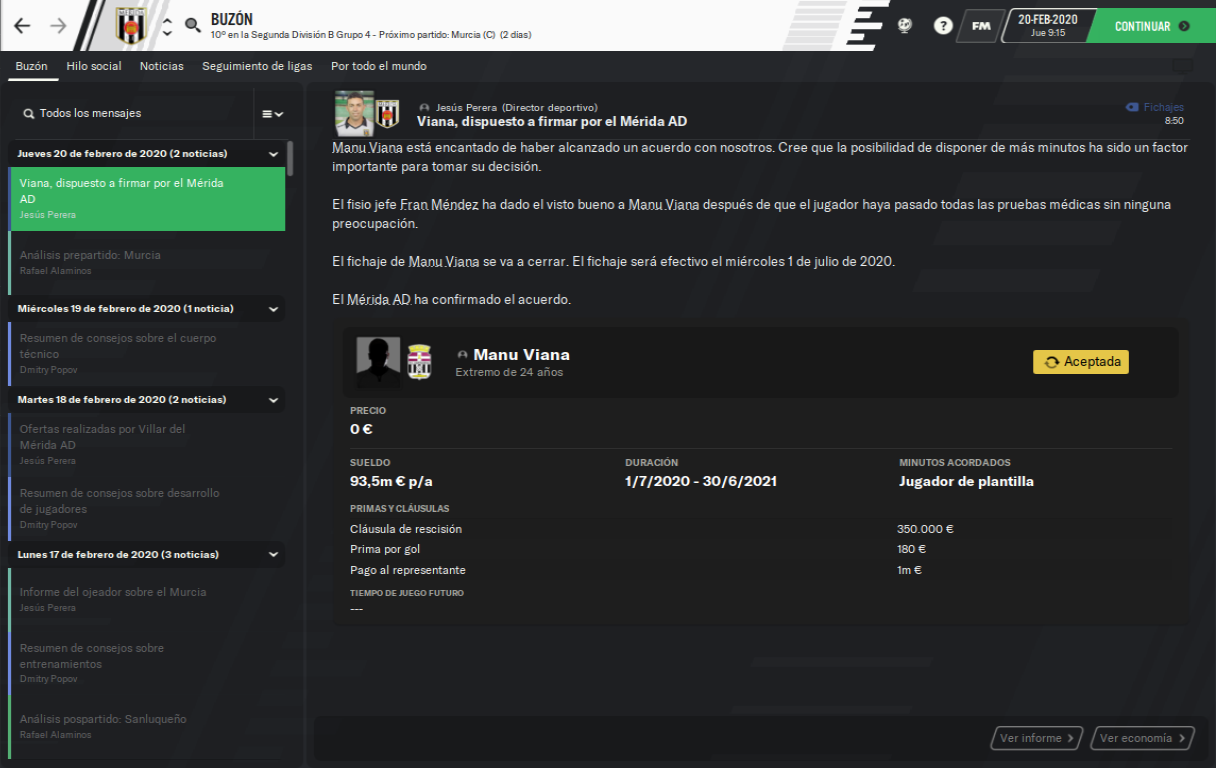 BUZÓN
10º en la Segunda División B Grupo 4 - Próximo partido: Murcia (C) (2 días)
?
FM
20-FEB-2020
Jue 9:15
CONTINUAR
Buzón
Hilo social
Noticias
Seguimiento de ligas
Por todo el mundo
Todos los mensajes
Jueves 20 de febrero de 2020 (2 noticias)
Viana, dispuesto a firmar por el Mérida
AD
Jesús Perera
Análisis prepartido: Murcia
Rafael Alaminos
Miércoles 19 de febrero de 2020 (1 noticia)
Resumen de consejos sobre el cuerpo
técnico
Dmitry Popov
Martes 18 de febrero de 2020 (2 noticias)
Ofertas realizadas por Villar del
Mérida AD
Jesús Perera
Resumen de consejos sobre desarrollo
de jugadores
Dmitry Popov
Lunes 17 de febrero de 2020 (3 noticias)
Informe del ojeador sobre el Murcia
Jesús Perera
Resumen de consejos sobre
entrenamientos
Dmitry Popov
Análisis pospartido: Sanluqueño
Rafael Alaminos
Jesús Perera (Director deportivo)
Viana, dispuesto a firmar por el Mérida AD
Fichajes
8:50
Manu Viana está encantado de haber alcanzado un acuerdo con nosotros. Cree que la posibilidad de disponer de más minutos ha sido un factor
importante para tomar su decisión.
El fisio jefe Fran Méndez ha dado el visto bueno a Manu Viana después de que el jugador haya pasado todas las pruebas médicas sin ninguna
preocupación.
El fichaje de Manu Viana se va a cerrar. El fichaje será efectivo el miércoles 1 de julio de 2020.
El Mérida AD ha confirmado el acuerdo.
Manu Viana
Extremo de 24 años
Aceptada
PRECIO
0 €
SUELDO
93,5m € p/a
DURACIÓN
1/7/2020 - 30/6/2021
MINUTOS ACORDADOS
Jugador de plantilla
PRIMAS Y CLÁUSULAS
Cláusula de rescisión 350.000 €
Prima por gol 180 €
Pago al representante 1m €
TIEMPO DE JUEGO FUTURO
---
Ver informe
Ver economía